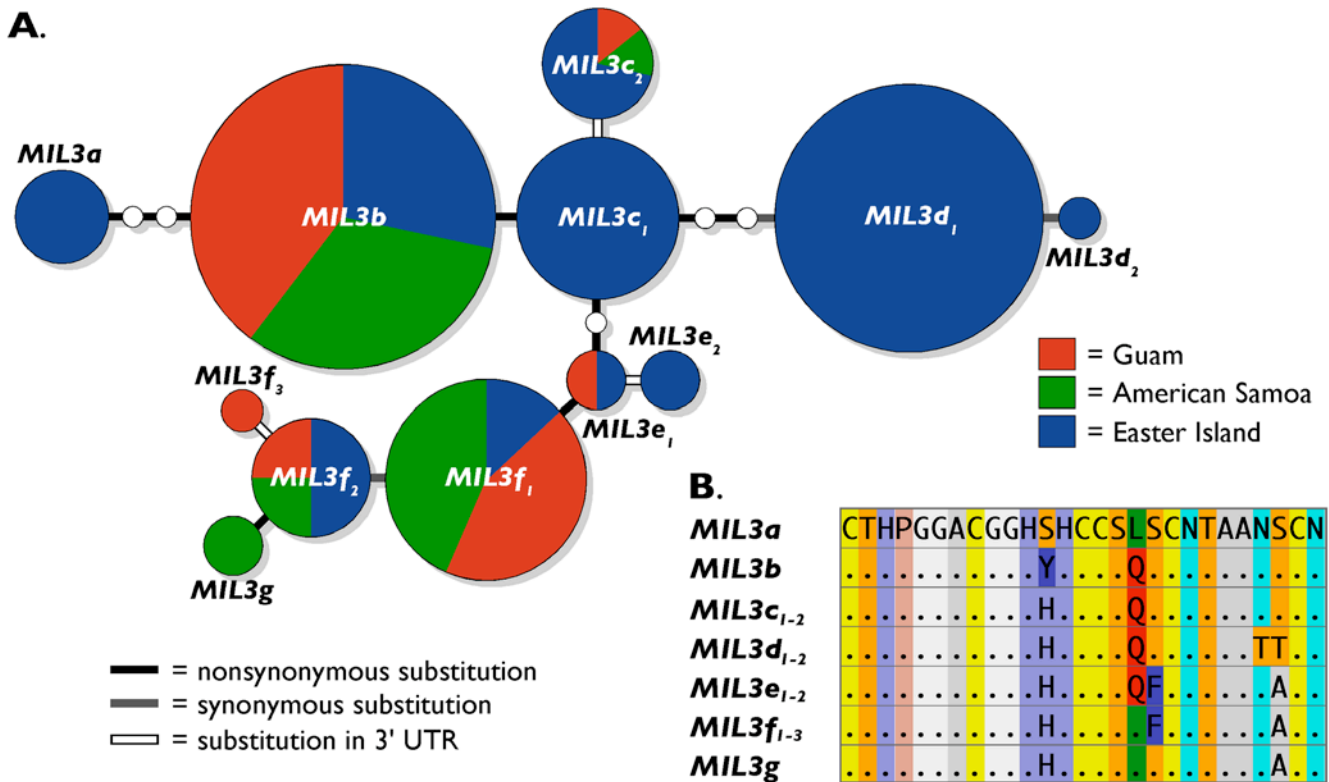 A.
MIL3a
MIL3b
MIL3c₂
MIL3c₁
MIL3d₁
MIL3d₂
MIL3e₂
MIL3e₁
MIL3f₃
MIL3f₂
MIL3f₁
MIL3g
= Guam
= American Samoa
= Easter Island
= nonsynonymous substitution
= synonymous substitution
= substitution in 3' UTR
B.
MIL3a CTHPGGACGGHSHCCSLSCNTAANSCN
MIL3b ...........Y....Q..........
MIL3c₁₋₂ ...........H....Q..........
MIL3d₁₋₂ ...........H....Q......TT..
MIL3e₁₋₂ ...........H....QF......A..
MIL3f₁₋₃ ...........H.....F......A..
MIL3g ...........H............A..